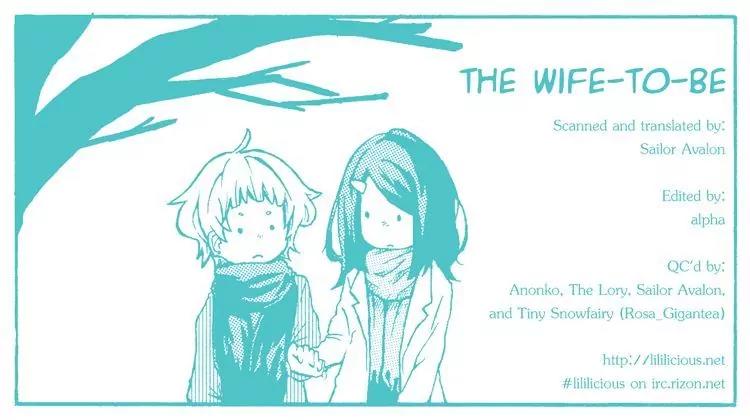 THE WIFE-TO-BE
Scanned and translated by:
Sailor Avalon
Edited by:
alpha
QC'd by:
Anonko, The Lory, Sailor Avalon,
and Tiny Snowfairy (Rosa_Gigantea)
http://lililicious.net
#lililicious on irc.rizon.net